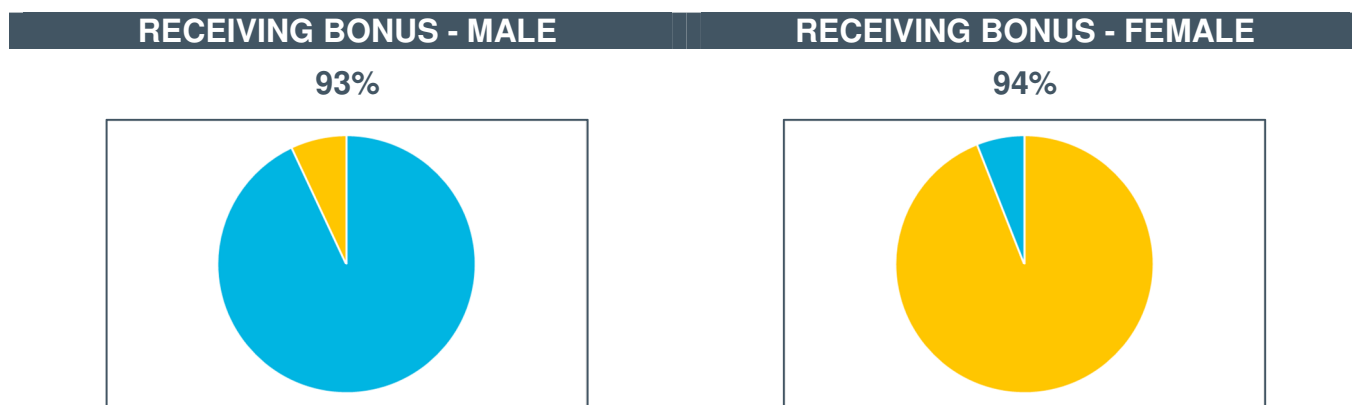 RECEIVING BONUS - MALE
RECEIVING BONUS - FEMALE
93%
94%